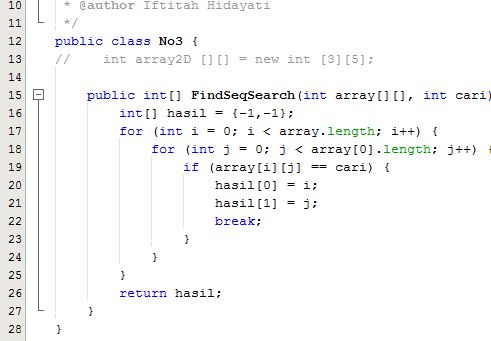 10 * @author Iftitah Hidayati
11 */
12 public class No3 {
13 //    int array2D [][] = new int [3][5];
14
15     public int[] FindSeqSearch(int array[][], int cari)
16         int[] hasil = {-1,-1};
17         for (int i = 0; i < array.length; i++) {
18             for (int j = 0; j < array[0].length; j++) {
19                 if (array[i][j] == cari) {
20                     hasil[0] = i;
21                     hasil[1] = j;
22                     break;
23                 }
24             }
25         }
26         return hasil;
27     }
28 }